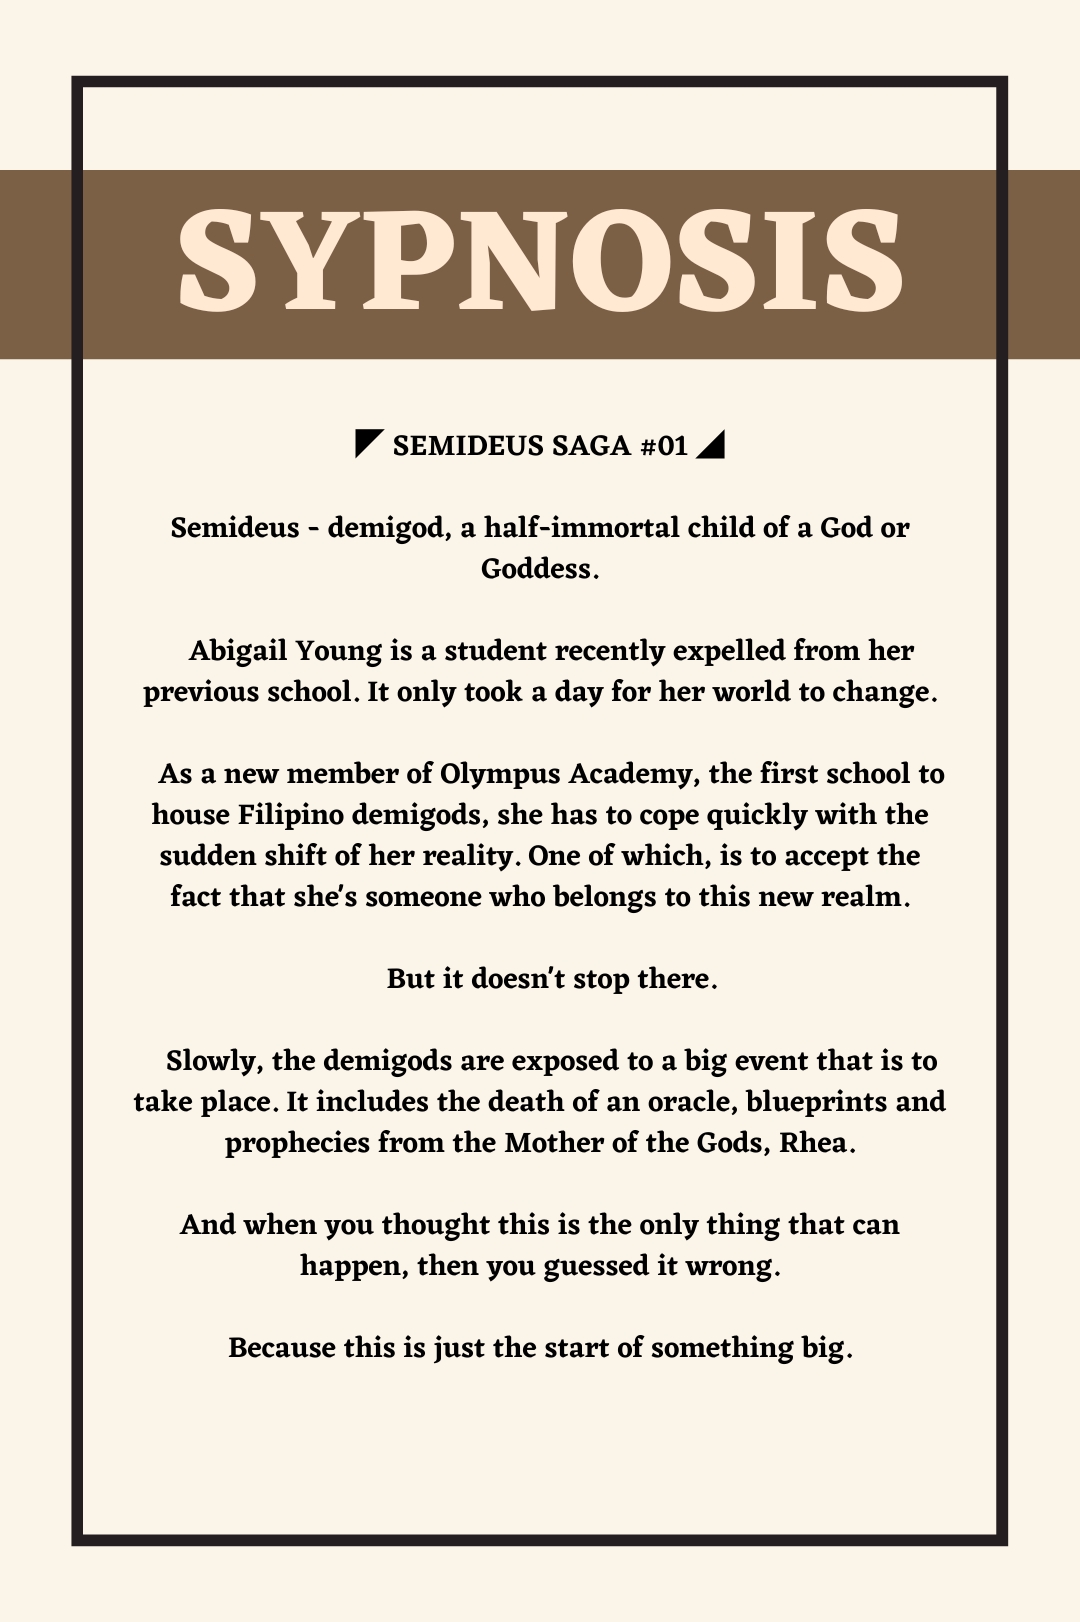 SYPNOSIS
◤ SEMIDEUS SAGA #01 ◢
Semideus - demigod, a half-immortal child of a God or
Goddess.
Abigail Young is a student recently expelled from her
previous school. It only took a day for her world to change.
As a new member of Olympus Academy, the first school to
house Filipino demigods, she has to cope quickly with the
sudden shift of her reality. One of which, is to accept the
fact that she's someone who belongs to this new realm.
But it doesn't stop there.
Slowly, the demigods are exposed to a big event that is to
take place. It includes the death of an oracle, blueprints and
prophecies from the Mother of the Gods, Rhea.
And when you thought this is the only thing that can
happen, then you guessed it wrong.
Because this is just the start of something big.